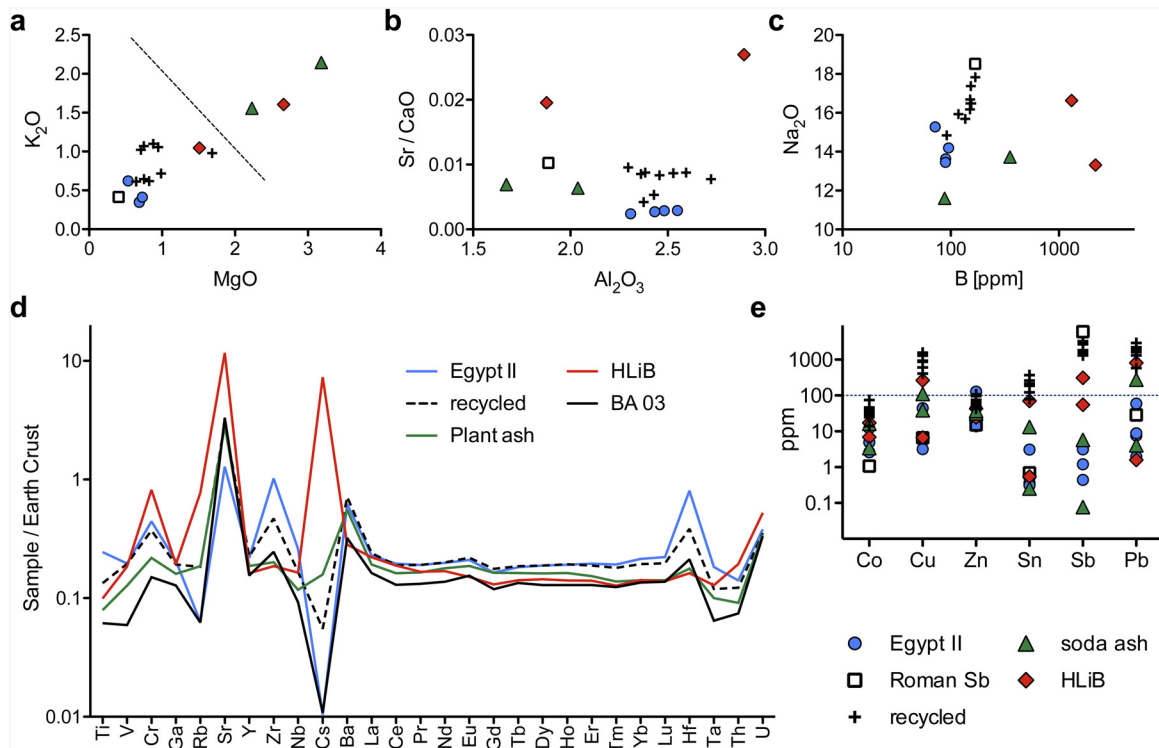 a
2.5
2.0
1.5
1.0
0.5
0.0
K2O
0
1
2
3
4
MgO
b
0.03
0.02
0.01
0.00
Sr / CaO
1.5
2.0
2.5
3.0
Al2O3
c
20
18
16
14
12
10
Na2O
10
100
1000
B [ppm]
d
10
1
0.1
0.01
Sample / Earth Crust
Egypt II
recycled
Plant ash
HLiB
BA 03
Ti V Cr Ga Rb Sr Y Zr Nb Cs Ba La Ce Pr Nd Eu Gd Tb Dy Ho Er Tm Yb Lu Hf Ta Th U
e
1000
100
10
1
0.1
ppm
Co Cu Zn Sn Sb Pb
Egypt II
soda ash
Roman Sb
HLiB
recycled